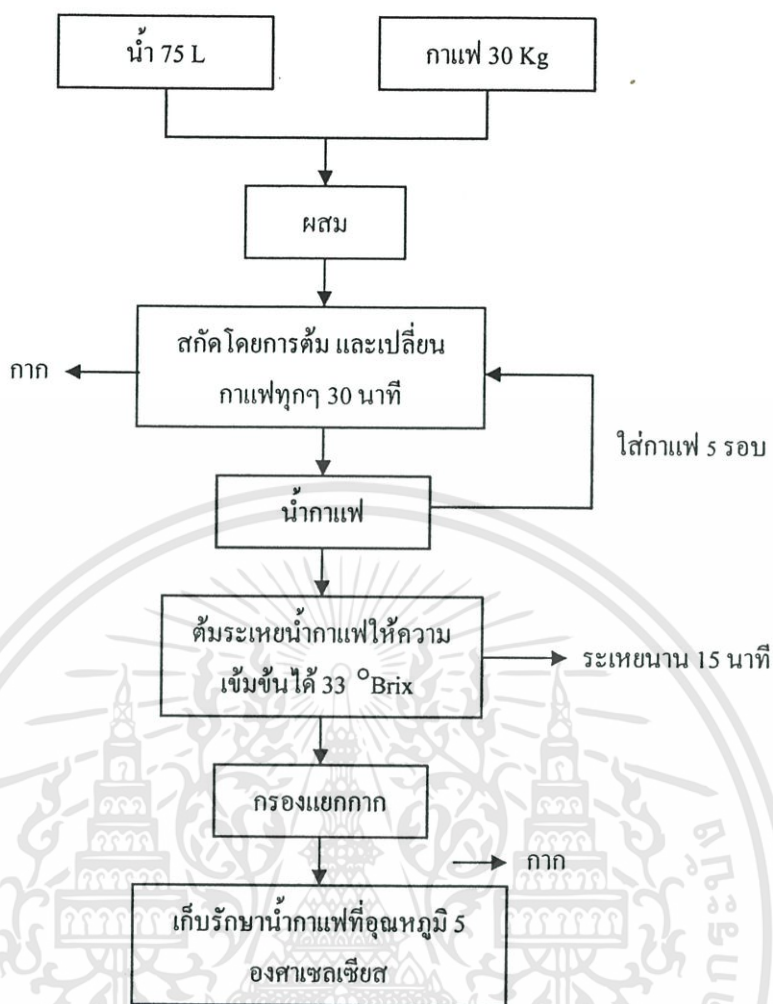 น้ำ 75 L
กาแฟ 30 Kg
ผสม
สกัดโดยการต้ม และเปลี่ยน
กาแฟทุกๆ 30 นาที
กาก
ใส่กาแฟ 5 รอบ
น้ำกาแฟ
ต้มระเหยน้ำกาแฟให้ความ
เข้มข้นได้ 33 °Brix
ระเหยนาน 15 นาที
กรองแยกกาก
กาก
เก็บรักษาน้ำกาแฟที่อุณหภูมิ 5
องศาเซลเซียส